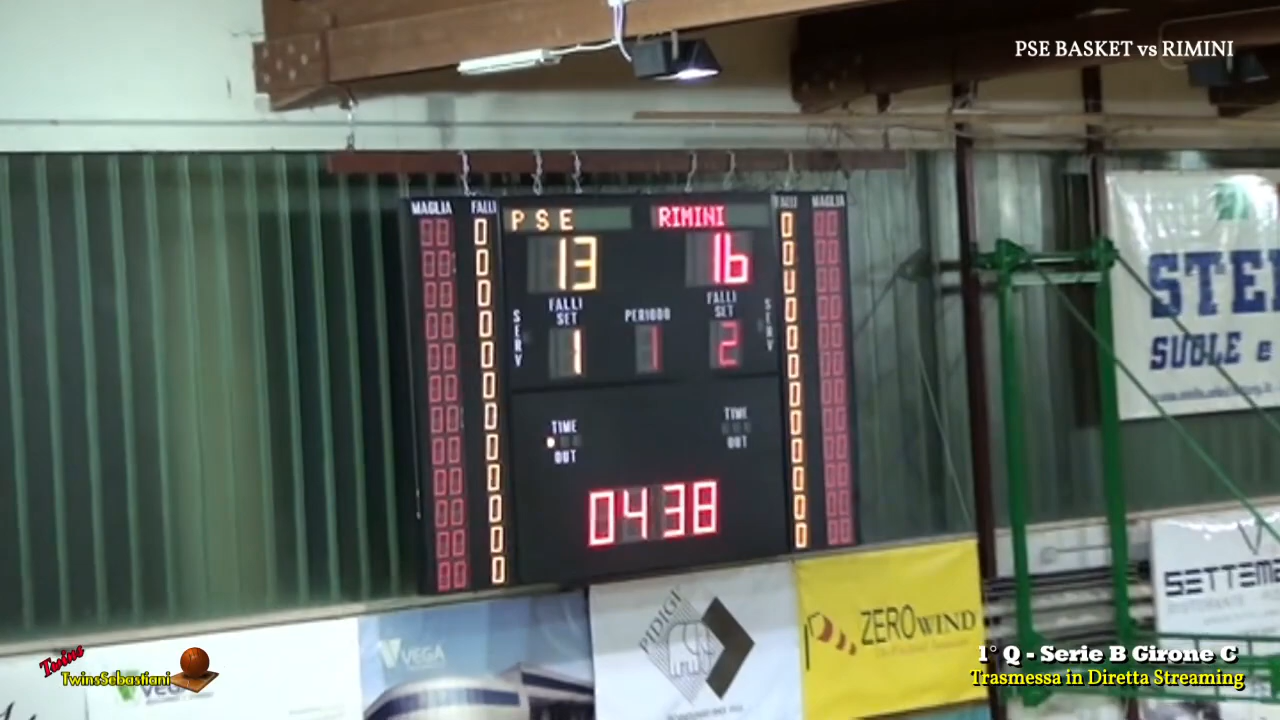 PSE BASKET vs RIMINI
MAGLIA FALLI PSE RIMINI FALLI MAGLIA
13 16
FALLI SET FALLI SET
SERV PERIODO SERV
1 1 2
TIME OUT TIME OUT
04 38
STE
SUOLE e
SETTEM
PIDIGI
ZEROWIND
VEGA
VEGA
Twins
TwinsSebastiani
1° Q - Serie B Girone C
Trasmessa in Diretta Streaming